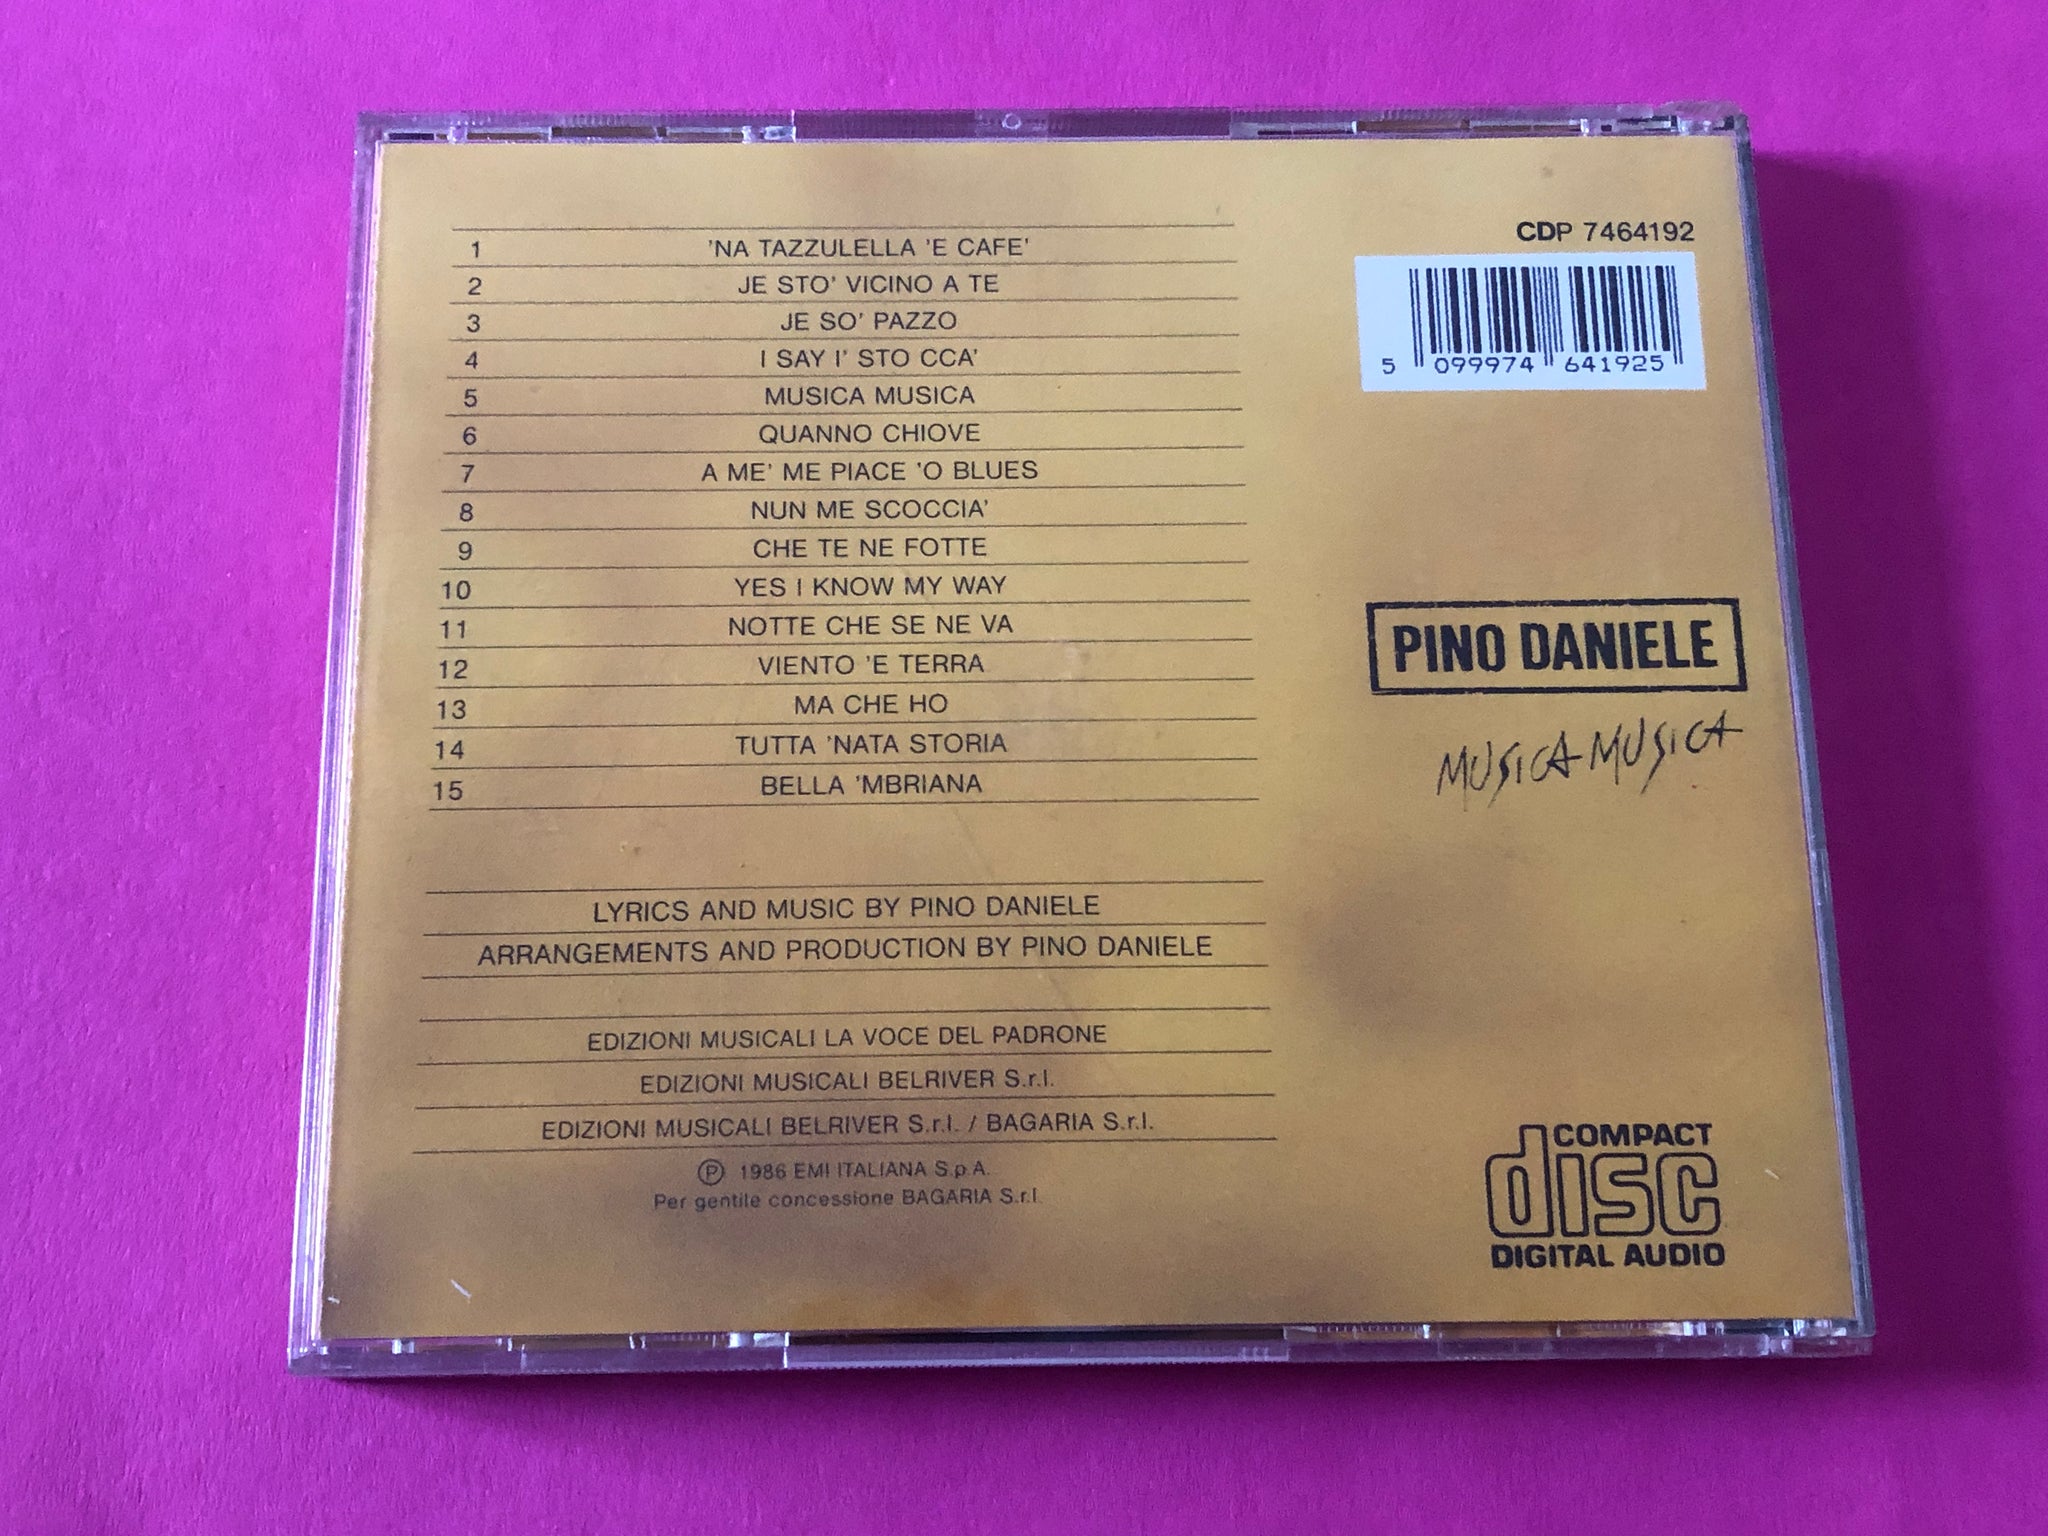 1 'NA TAZZULELLA 'E CAFE'
2 JE STO' VICINO A TE
3 JE SO' PAZZO
4 I SAY I' STO CCA'
5 MUSICA MUSICA
6 QUANNO CHIOVE
7 A ME' ME PIACE 'O BLUES
8 NUN ME SCOCCIA'
9 CHE TE NE FOTTE
10 YES I KNOW MY WAY
11 NOTTE CHE SE NE VA
12 VIENTO 'E TERRA
13 MA CHE HO
14 TUTTA 'NATA STORIA
15 BELLA 'MBRIANA
LYRICS AND MUSIC BY PINO DANIELE
ARRANGEMENTS AND PRODUCTION BY PINO DANIELE
EDIZIONI MUSICALI LA VOCE DEL PADRONE
EDIZIONI MUSICALI BELRIVER S.r.l.
EDIZIONI MUSICALI BELRIVER S.r.l. / BAGARIA S.r.l.
Ⓟ 1986 EMI ITALIANA S.p.A.
Per gentile concessione BAGARIA S.r.l.
CDP 7464192
5 099974 641925
PINO DANIELE
MUSICA MUSICA
COMPACT
disc
DIGITAL AUDIO